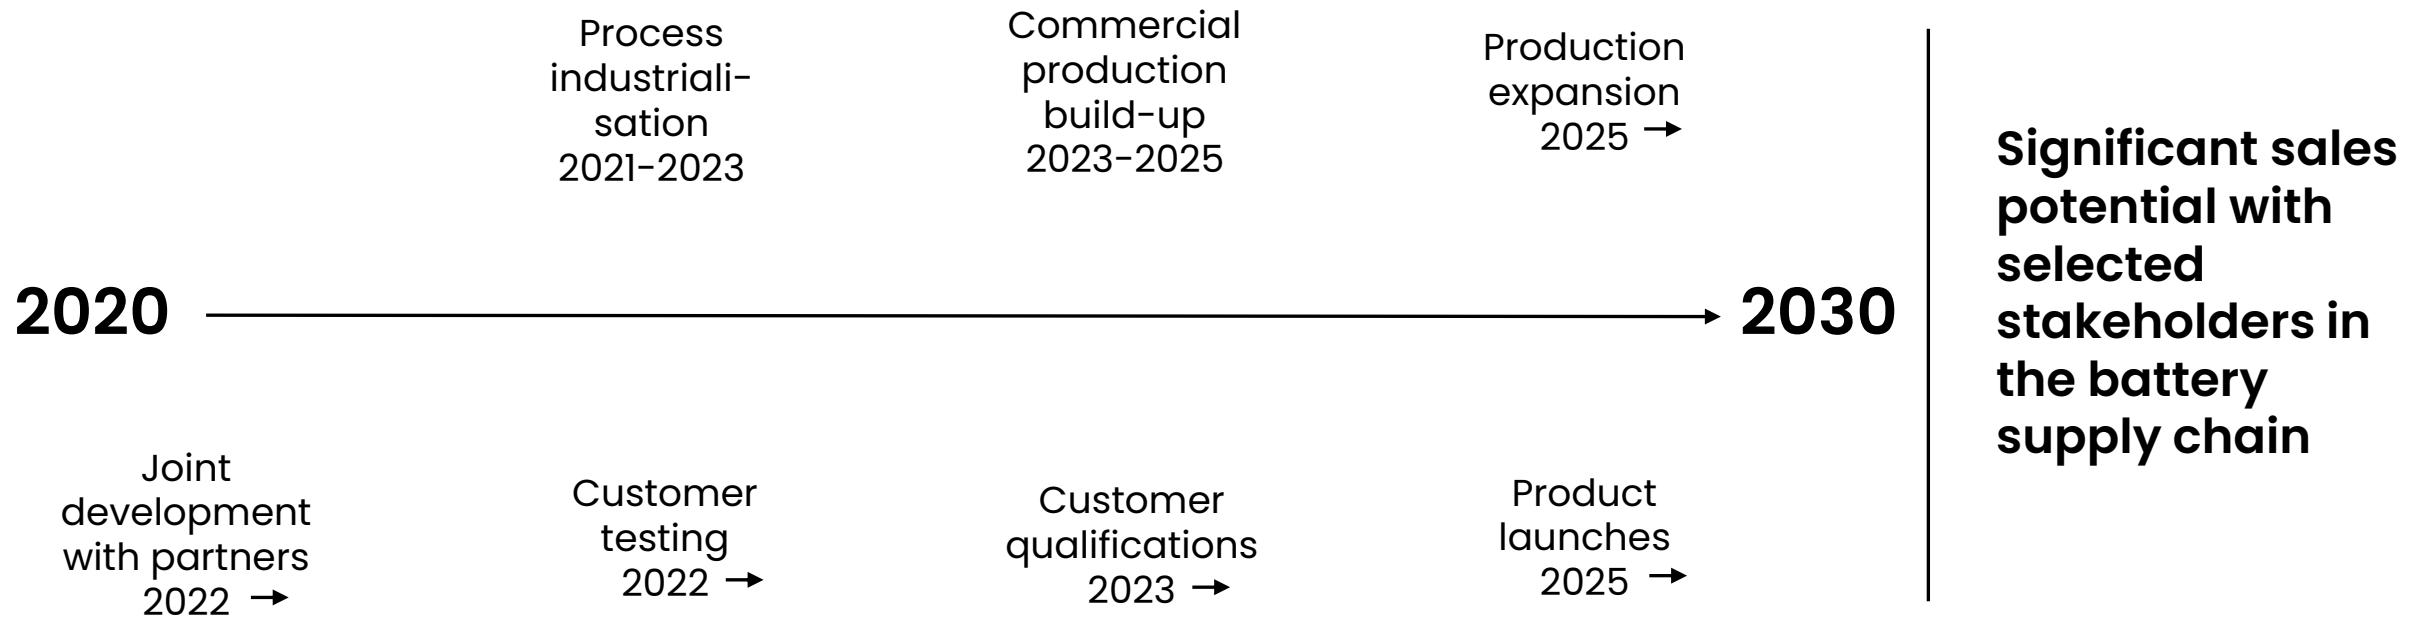 Process
industriali-
sation
2021-2023
Commercial
production
build-up
2023-2025
Production
expansion
2025 →
2020
2030
Joint
development
with partners
2022 →
Customer
testing
2022 →
Customer
qualifications
2023 →
Product
launches
2025 →
Significant sales
potential with
selected
stakeholders in
the battery
supply chain